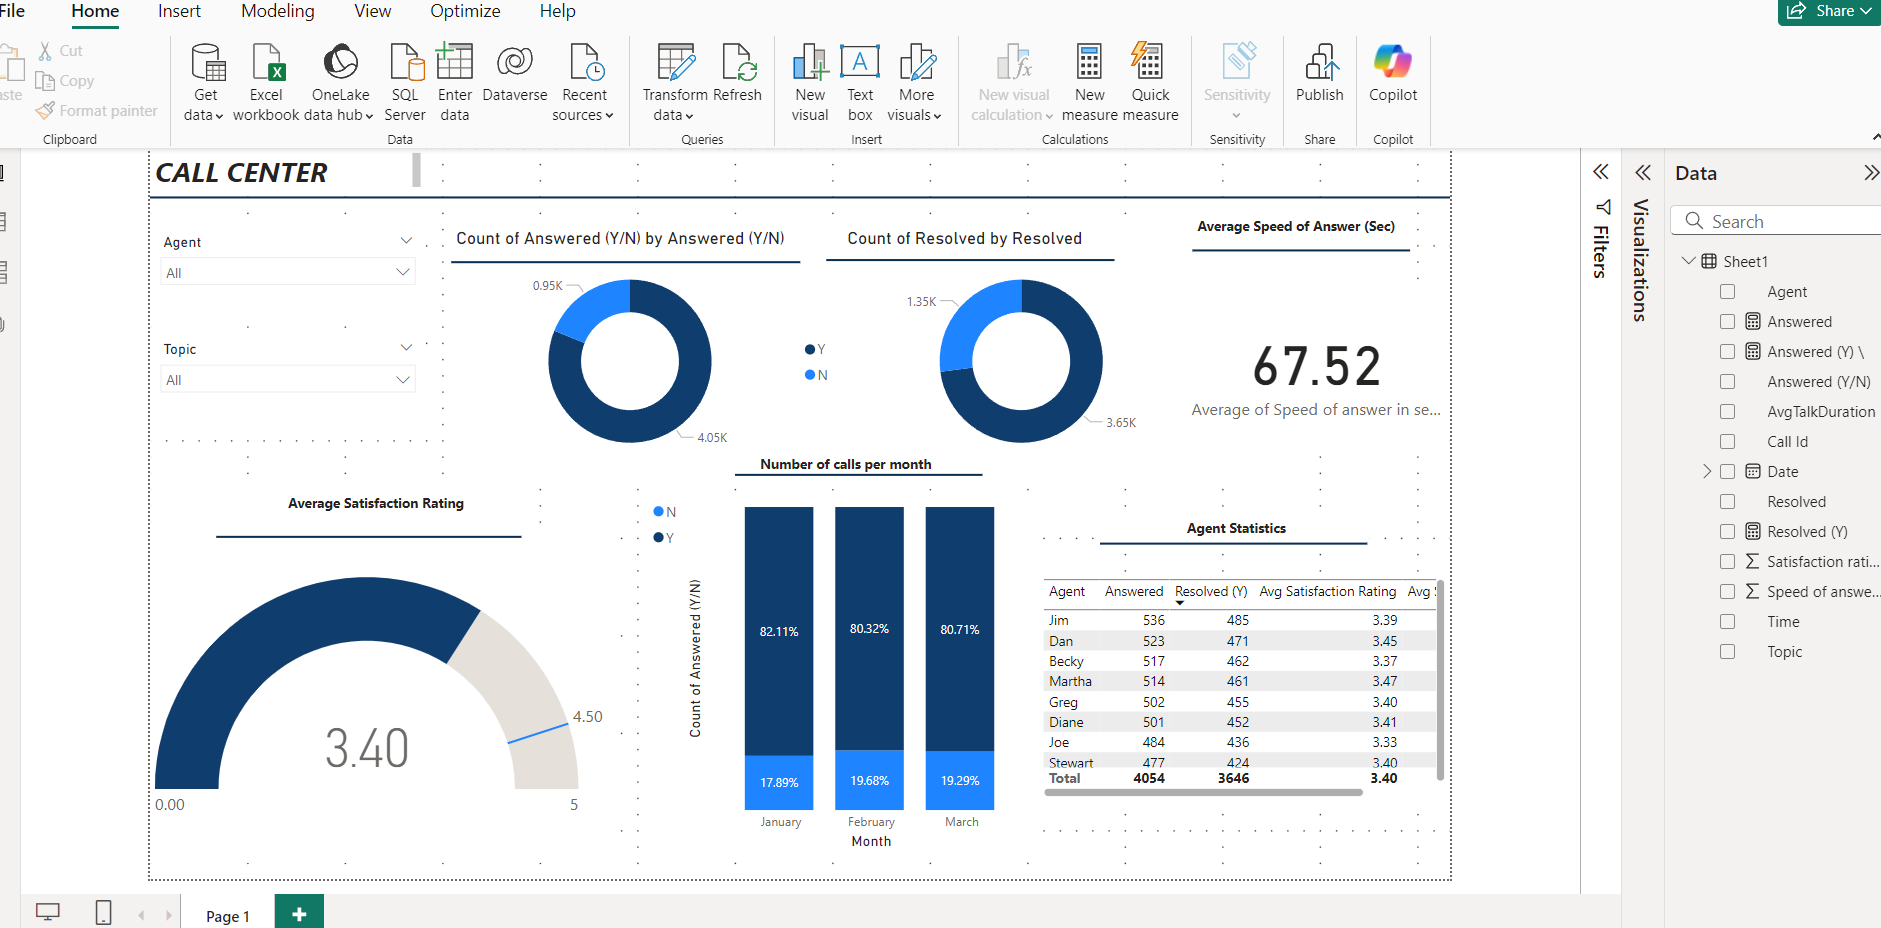 File Home Insert Modeling View Optimize Help Share
Cut
Copy
Format painter
Clipboard
Get data
Excel workbook
OneLake data hub
SQL Server
Enter data
Dataverse
Recent sources
Data
Transform data
Refresh
Queries
New visual
Text box
More visuals
Insert
New visual calculation
New measure
Quick measure
Calculations
Sensitivity
Sensitivity
Publish
Share
Copilot
Copilot
CALL CENTER
Agent
All
Topic
All
Count of Answered (Y/N) by Answered (Y/N)
0.95K
4.05K
Y
N
Count of Resolved by Resolved
1.35K
3.65K
Average Speed of Answer (Sec)
67.52
Average of Speed of answer in se...
Average Satisfaction Rating
3.40
4.50
0.00
5
Number of calls per month
N
Y
Count of Answered (Y/N)
82.11% 80.32% 80.71%
17.89% 19.68% 19.29%
January February March
Month
Agent Statistics
Agent Answered Resolved (Y) Avg Satisfaction Rating Avg
Jim 536 485 3.39
Dan 523 471 3.45
Becky 517 462 3.37
Martha 514 461 3.47
Greg 502 455 3.40
Diane 501 452 3.41
Joe 484 436 3.33
Stewart 477 424 3.40
Total 4054 3646 3.40
Filters
Visualizations
Data
Search
Sheet1
Agent
Answered
Answered (Y) \
Answered (Y/N)
AvgTalkDuration
Call Id
Date
Resolved
Resolved (Y)
Satisfaction rati...
Speed of answe...
Time
Topic
Page 1